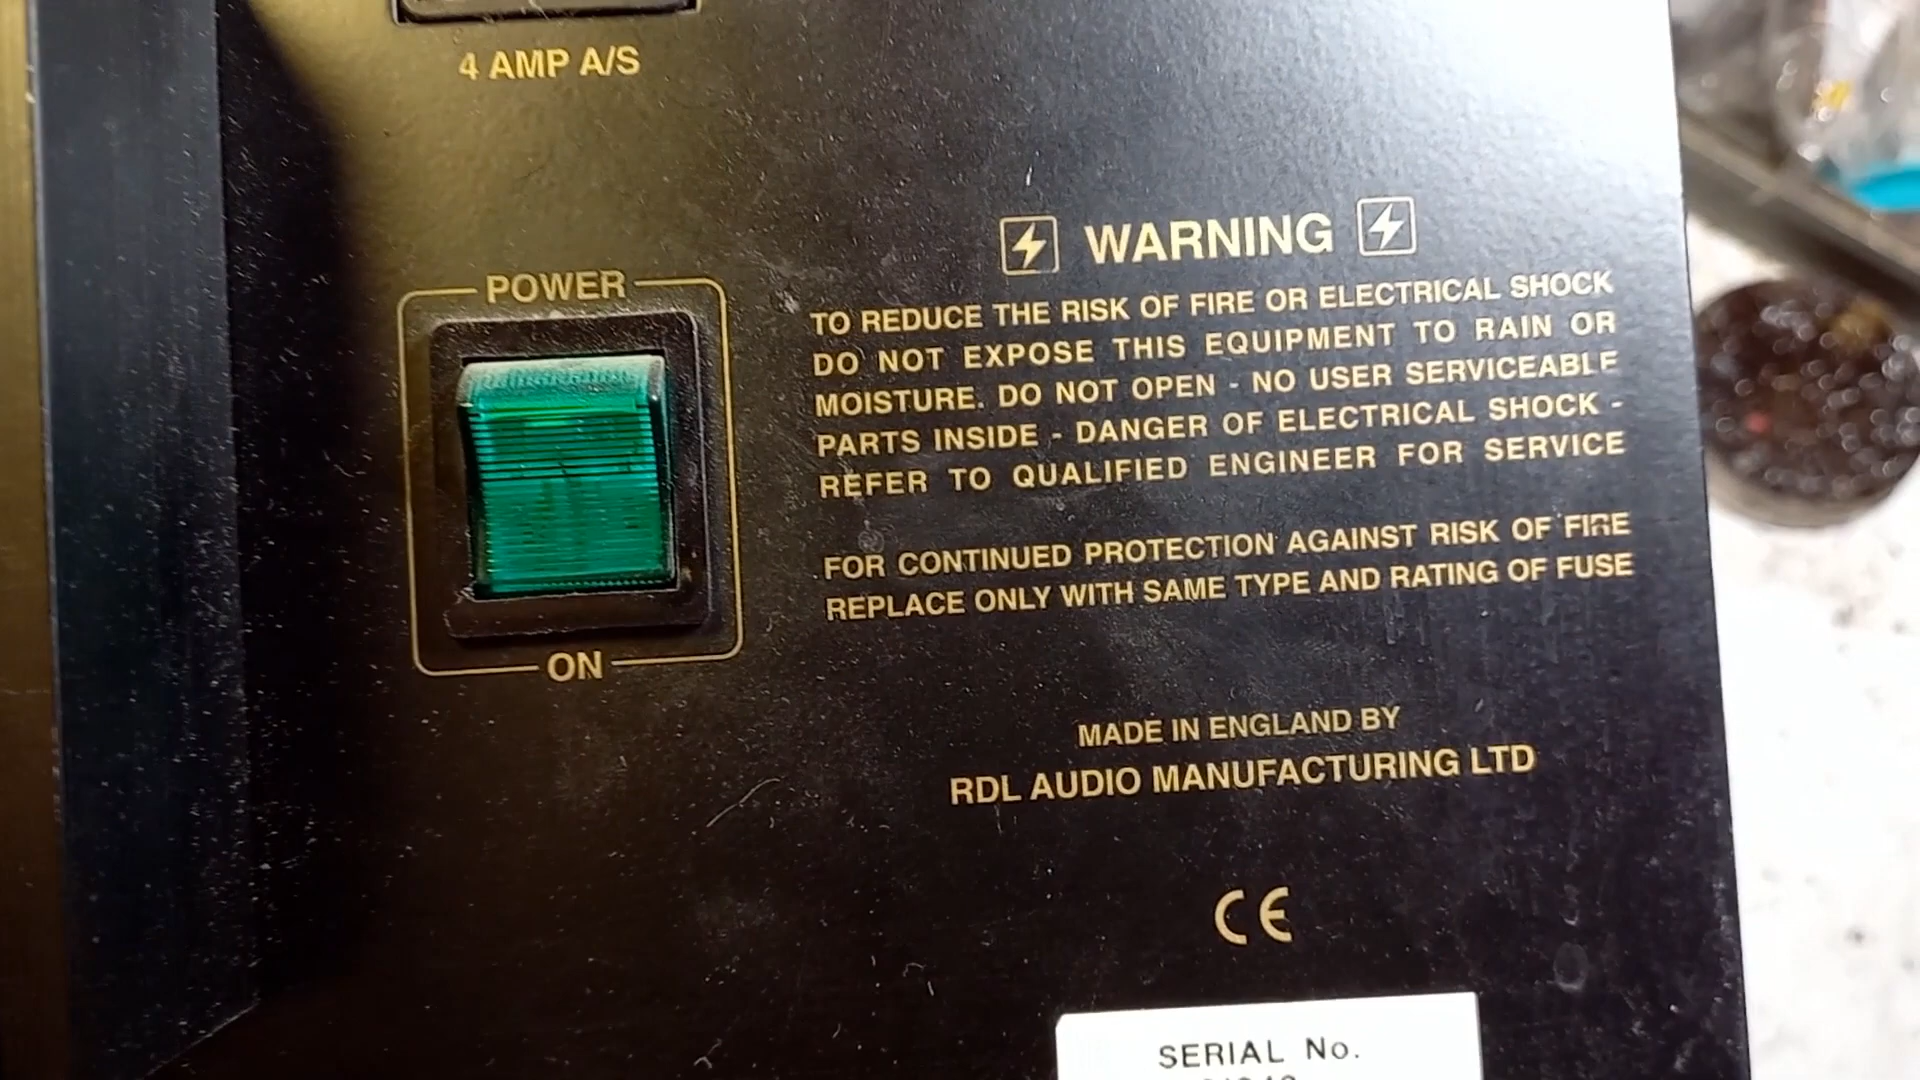 4 AMP A/S
POWER
ON
WARNING
TO REDUCE THE RISK OF FIRE OR ELECTRICAL SHOCK
DO NOT EXPOSE THIS EQUIPMENT TO RAIN OR
MOISTURE. DO NOT OPEN - NO USER SERVICEABLE
PARTS INSIDE - DANGER OF ELECTRICAL SHOCK -
REFER TO QUALIFIED ENGINEER FOR SERVICE
FOR CONTINUED PROTECTION AGAINST RISK OF FIRE
REPLACE ONLY WITH SAME TYPE AND RATING OF FUSE
MADE IN ENGLAND BY
RDL AUDIO MANUFACTURING LTD
CE
SERIAL No.